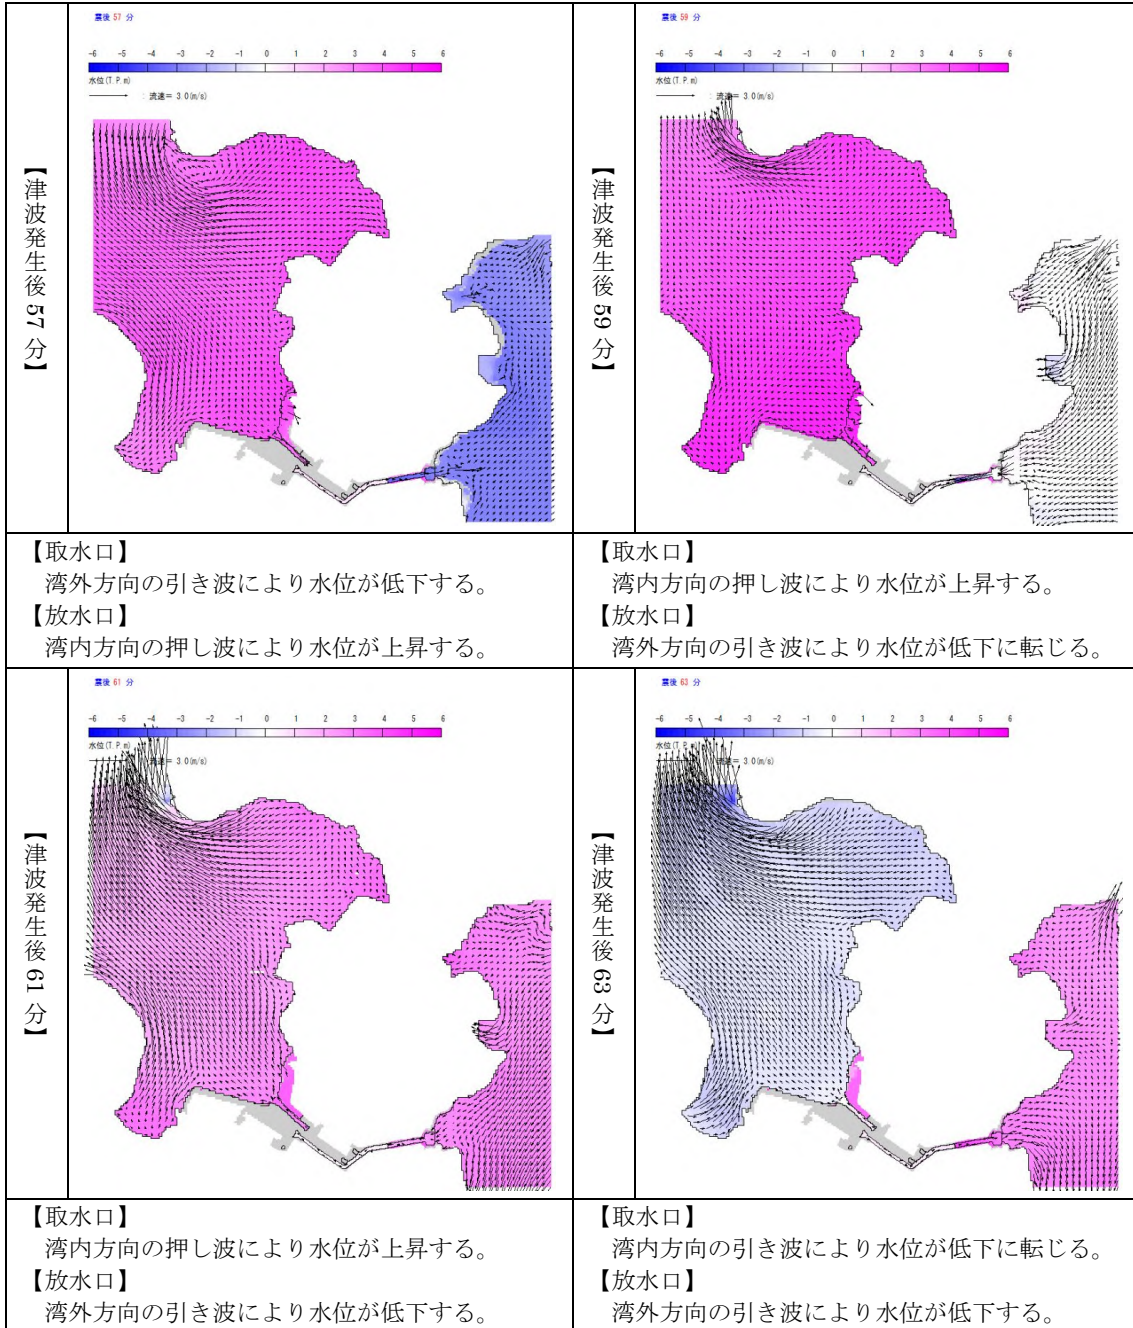 【津波発生後 57 分】
震後 57 分
-6 -5 -4 -3 -2 -1 0 1 2 3 4 5 6
水位(T.P.m)
: 流速= 3.0(m/s)
【取水口】
湾外方向の引き波により水位が低下する。
【放水口】
湾内方向の押し波により水位が上昇する。
【津波発生後 59 分】
震後 59 分
-6 -5 -4 -3 -2 -1 0 1 2 3 4 5 6
水位(T.P.m)
: 流速= 3.0(m/s)
【取水口】
湾内方向の押し波により水位が上昇する。
【放水口】
湾外方向の引き波により水位が低下に転じる。
【津波発生後 61 分】
震後 61 分
-6 -5 -4 -3 -2 -1 0 1 2 3 4 5 6
水位(T.P.m)
流速= 3.0(m/s)
【取水口】
湾内方向の押し波により水位が上昇する。
【放水口】
湾外方向の引き波により水位が低下する。
【津波発生後 63 分】
震後 63 分
-6 -5 -4 -3 -2 -1 0 1 2 3 4 5 6
水位(T.P.m)
流速= 3.0(m/s)
【取水口】
湾内方向の引き波により水位が低下に転じる。
【放水口】
湾外方向の引き波により水位が低下する。